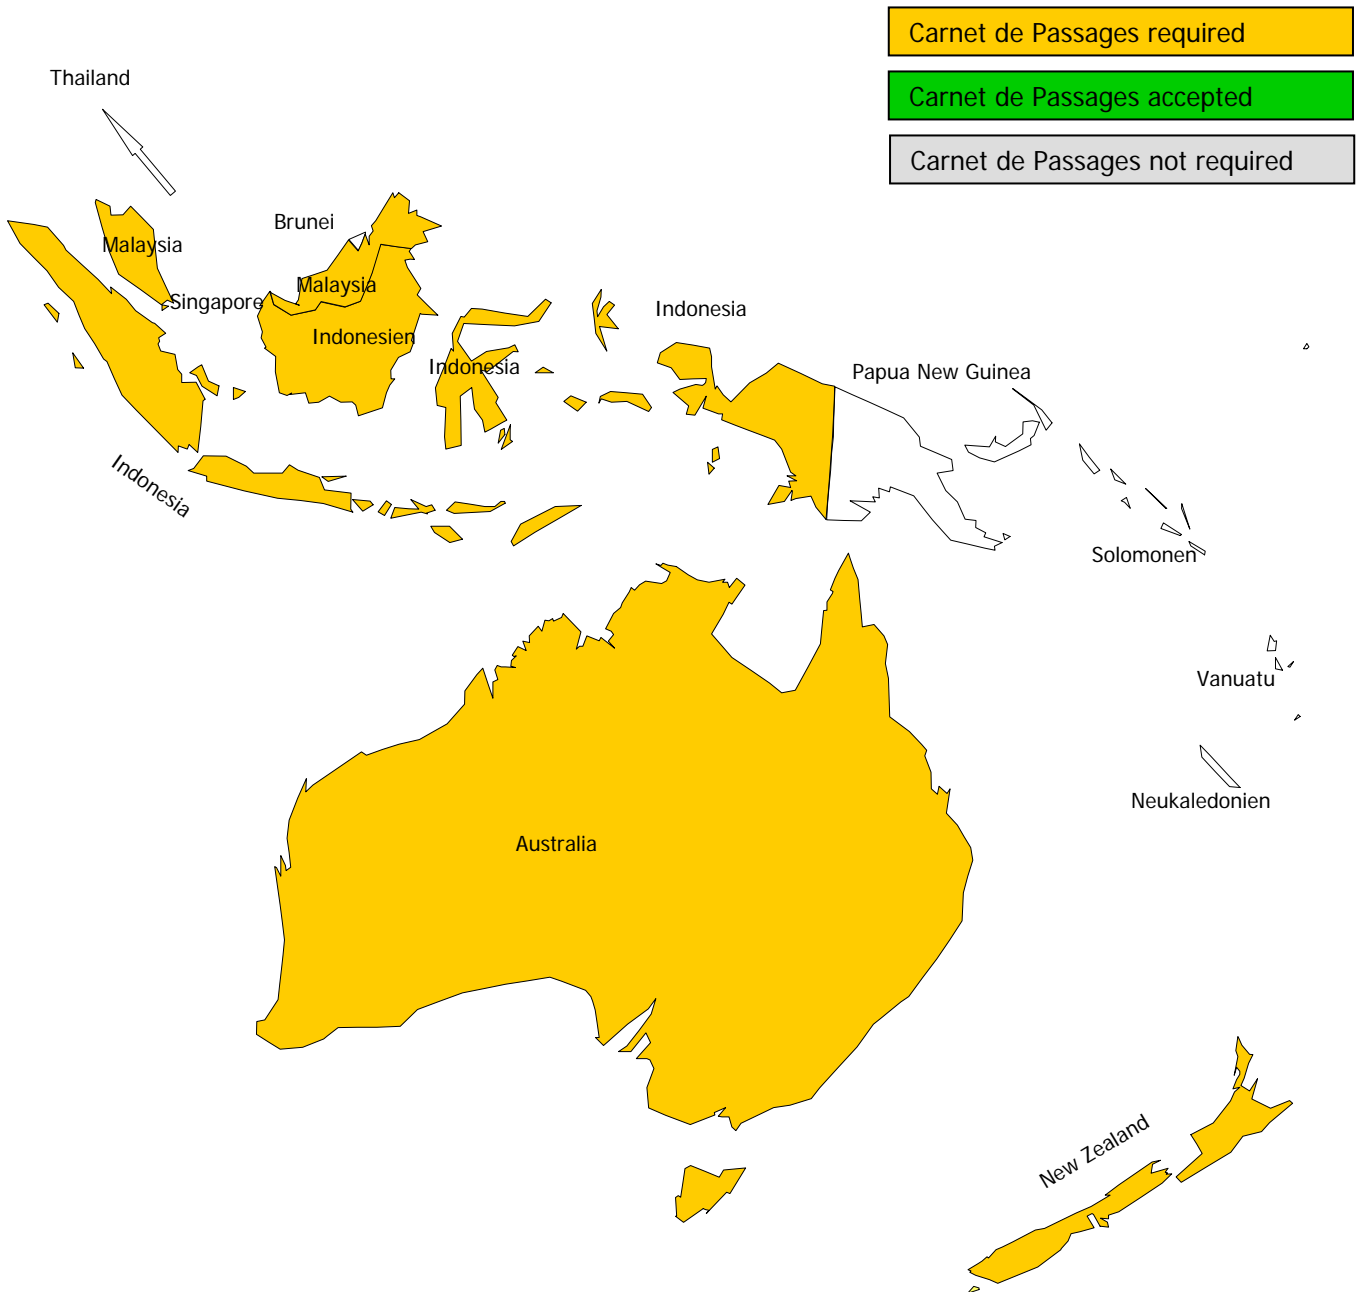 Carnet de Passages required
Thailand
Carnet de Passages accepted
Carnet de Passages not required
Brunei
Malaysia
Malaysia
Singapore
Indonesia
Indonesien
Indonesia
Papua New Guinea
Indonesia
Solomonen
Vanuatu
Neukaledonien
Australia
New Zealand